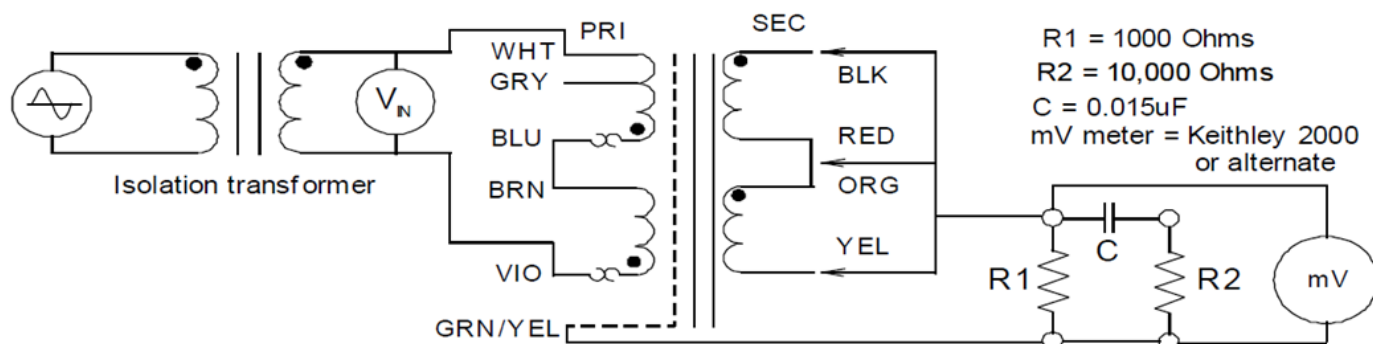 PRI
SEC
WHT
GRY
BLU
BRN
VIO
GRN/YEL
V_IN
Isolation transformer
BLK
RED
ORG
YEL
R1 = 1000 Ohms
R2 = 10,000 Ohms
C = 0.015uF
mV meter = Keithley 2000
or alternate
C
R1
R2
mV